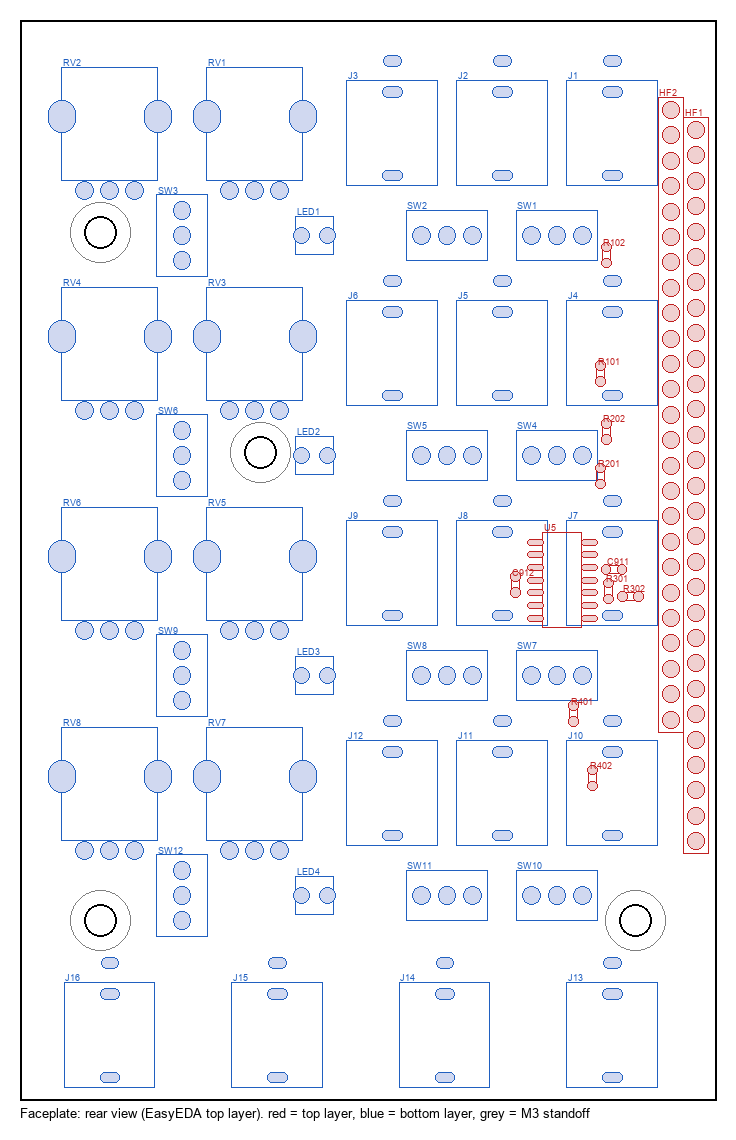 RV2
RV1
J3
J2
J1
HF2
HF1
SW3
LED1
SW2
SW1
R102
RV4
RV3
J6
J5
J4
R101
SW6
LED2
SW5
SW4
R202
R201
RV6
RV5
J9
J8
J7
U5
C912
C911
R301
R302
SW9
LED3
SW8
SW7
R401
RV8
RV7
J12
J11
J10
R402
SW12
LED4
SW11
SW10
J16
J15
J14
J13
Faceplate: rear view (EasyEDA top layer). red = top layer, blue = bottom layer, grey = M3 standoff